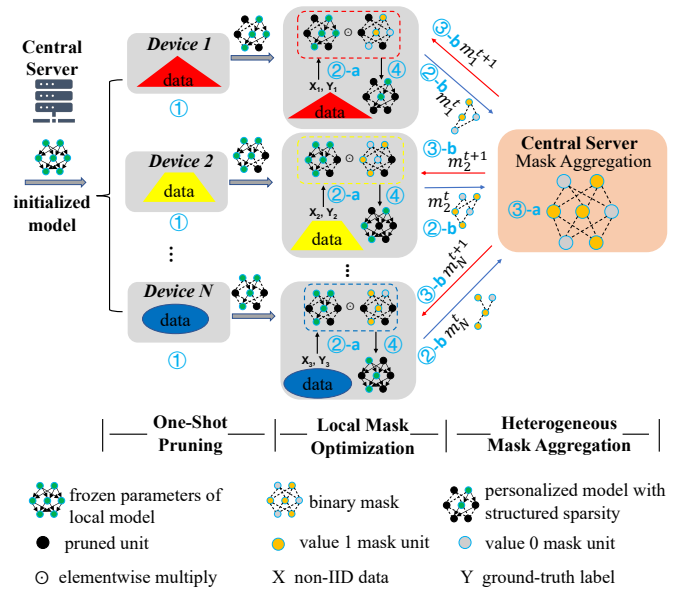 Central
Server
initialized
model
Device 1
data
①
Device 2
data
①
Device N
data
①
②-a
④
X₁, Y₁
data
②-a
④
X₂, Y₂
data
②-a
④
X₃, Y₃
data
③-b m₁ᵗ⁺¹
②-b m₁ᵗ
③-b
m₂ᵗ⁺¹
m₂ᵗ
②-b
③-b m_Nᵗ⁺¹
②-b m_Nᵗ
Central Server
Mask Aggregation
③-a
One-Shot
Pruning
Local Mask
Optimization
Heterogeneous
Mask Aggregation
frozen parameters of
local model
binary mask
personalized model with
structured sparsity
pruned unit
value 1 mask unit
value 0 mask unit
⊙ elementwise multiply
X non-IID data
Y ground-truth label